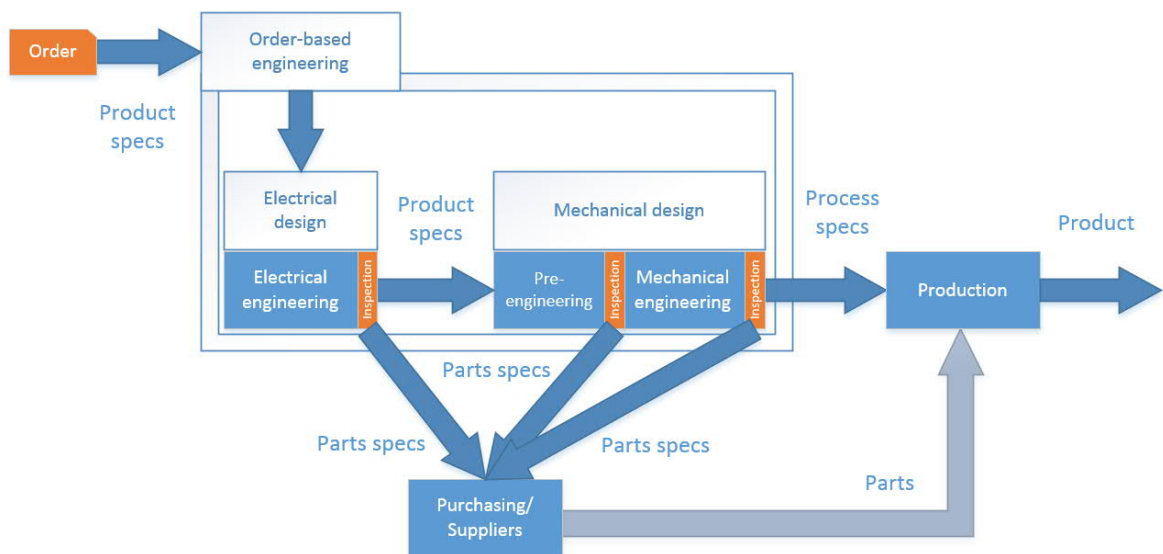 Order
Order-based
engineering
Product
specs
Electrical
design
Product
specs
Mechanical design
Process
specs
Product
Electrical
engineering
Inspection
Pre-
engineering
Inspection
Mechanical
engineering
Inspection
Production
Parts specs
Parts specs
Parts specs
Parts
Purchasing/
Suppliers